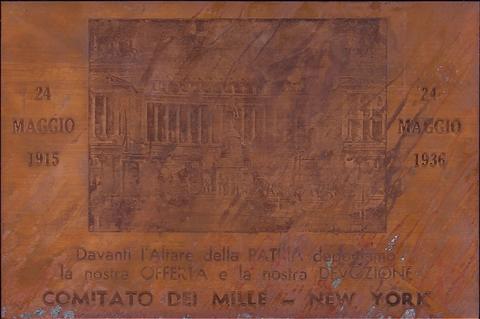 24
MAGGIO
1915
24
MAGGIO
1936
Davanti l'Altare della PATRIA deponiamo
la nostra OFFERTA e la nostra DEVOZIONE
COMITATO DEI MILLE - NEW YORK